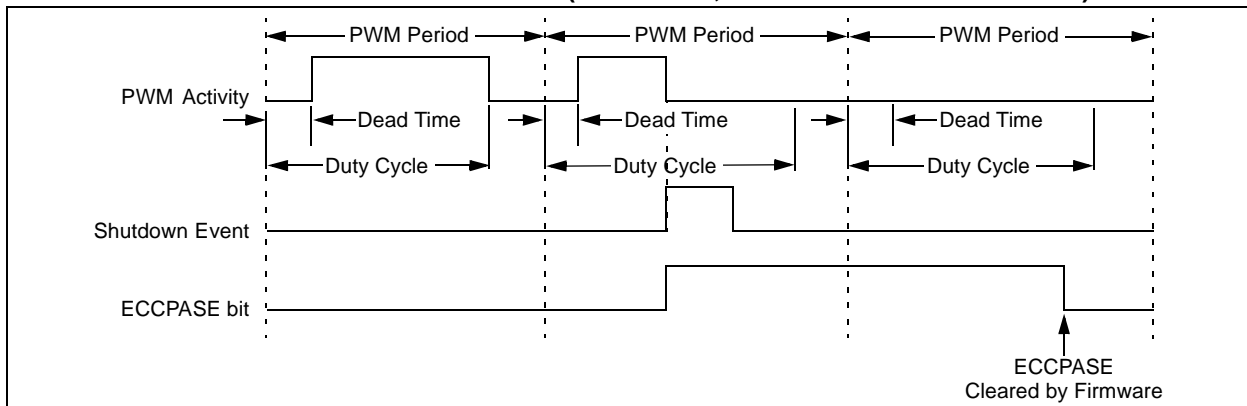 PWM Period PWM Period PWM Period
PWM Activity
Dead Time Dead Time Dead Time
Duty Cycle Duty Cycle Duty Cycle
Shutdown Event
ECCPASE bit
ECCPASE
Cleared by Firmware